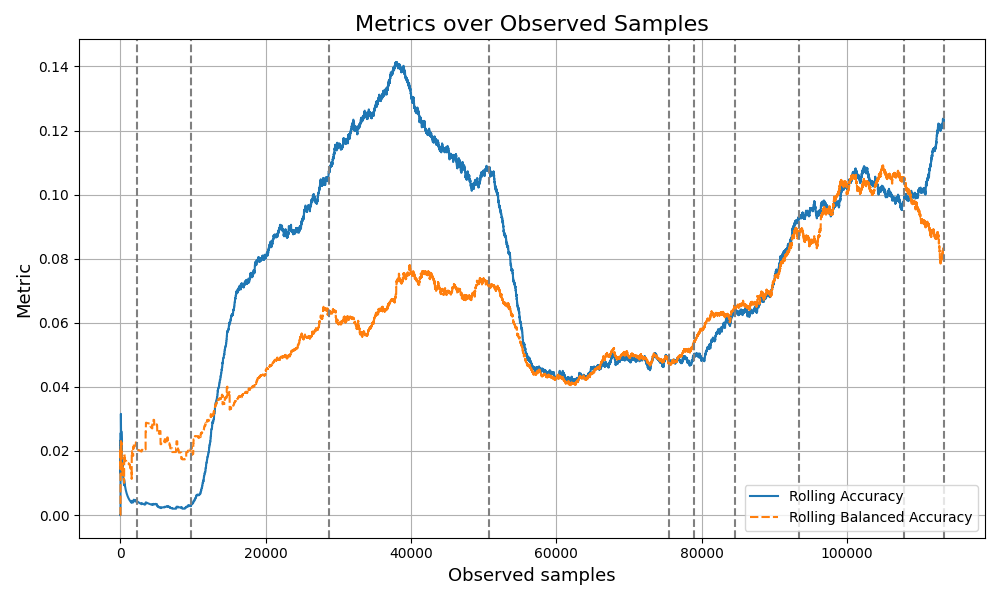 Metrics over Observed Samples
Metric
0.14
0.12
0.10
0.08
0.06
0.04
0.02
0.00
0 20000 40000 60000 80000 100000
Observed samples
Rolling Accuracy
Rolling Balanced Accuracy